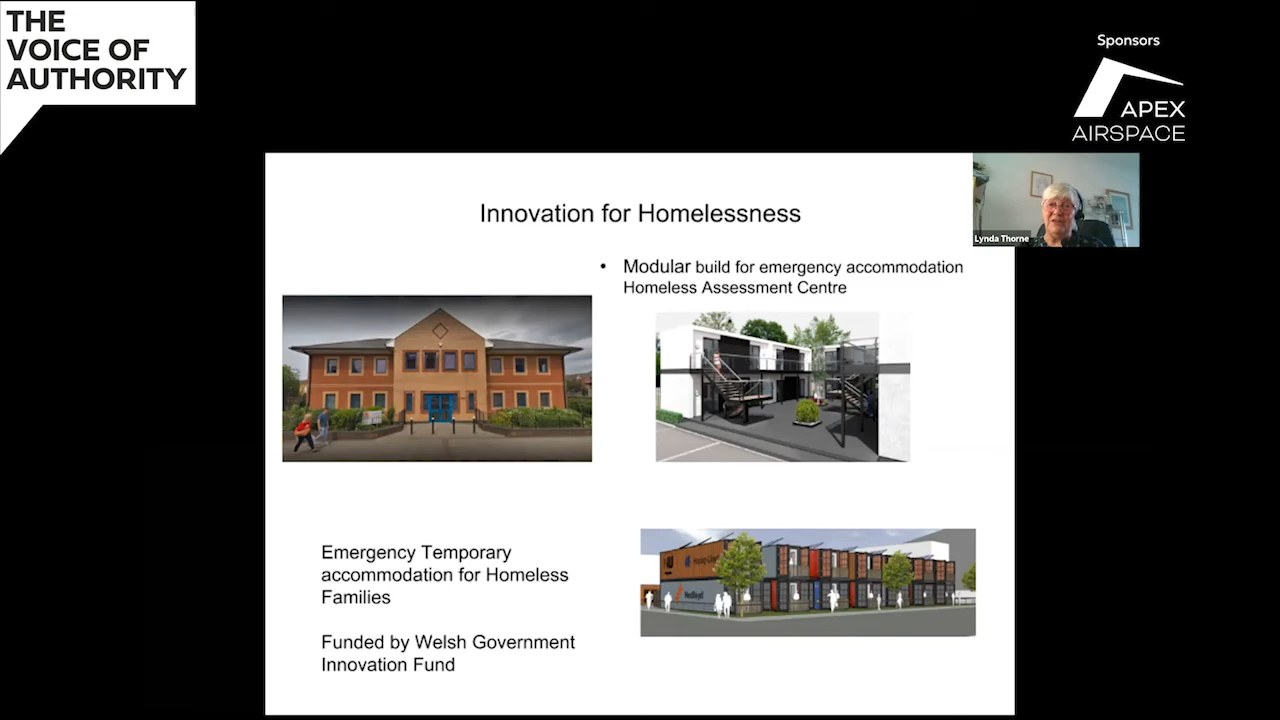 THE
VOICE OF
AUTHORITY
Sponsors
APEX
AIRSPACE
Lynda Thorne
Innovation for Homelessness
• Modular build for emergency accommodation
Homeless Assessment Centre
Emergency Temporary
accommodation for Homeless
Families
Funded by Welsh Government
Innovation Fund